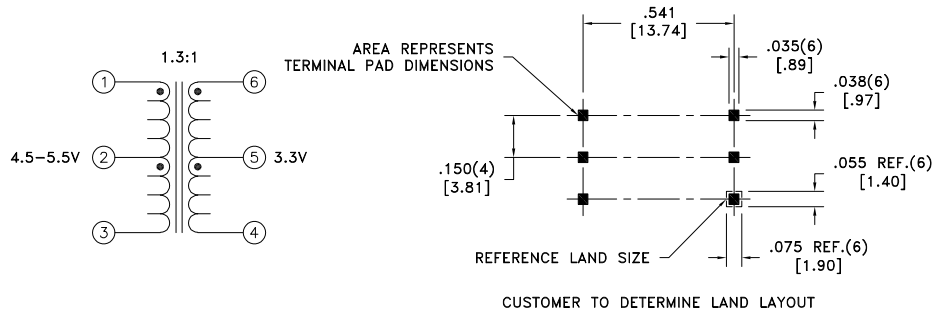 1.3:1
1
6
4.5-5.5V
2
5
3.3V
3
4
.541
[13.74]
AREA REPRESENTS
TERMINAL PAD DIMENSIONS
.035(6)
[.89]
.038(6)
[.97]
.150(4)
[3.81]
.055 REF.(6)
[1.40]
REFERENCE LAND SIZE
.075 REF.(6)
[1.90]
CUSTOMER TO DETERMINE LAND LAYOUT